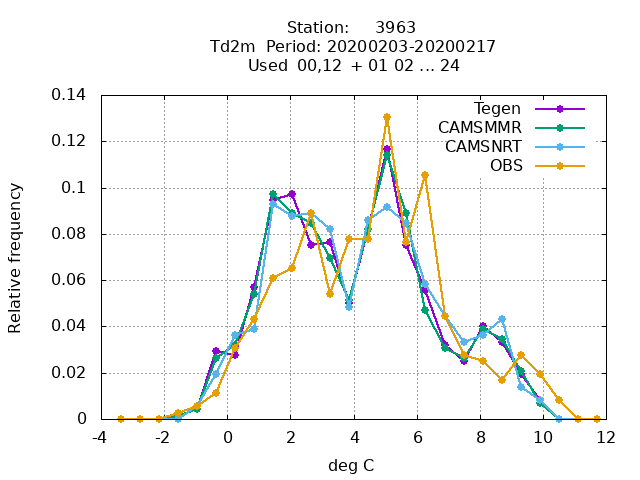 Station: 3963
Td2m Period: 20200203-20200217
Used 00,12 + 01 02 ... 24
Tegen
CAMSMMR
CAMSNRT
OBS
Relative frequency
0.14
0.12
0.1
0.08
0.06
0.04
0.02
0
-4 -2 0 2 4 6 8 10 12
deg C